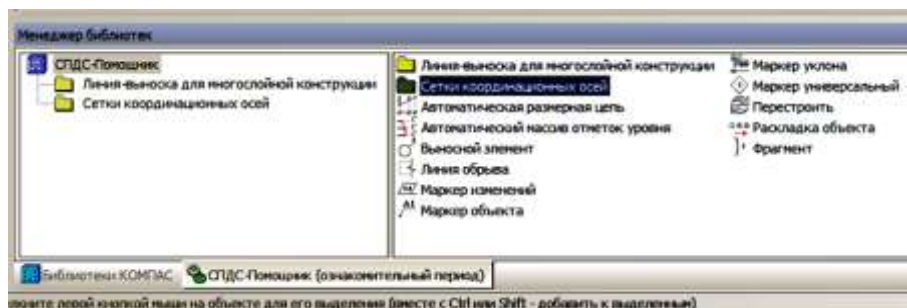 Менеджер библиотек
СПДС-Помощник
Линия-выноска для многослойной конструкции
Сетки координационных осей
Линия-выноска для многослойной конструкции
Сетки координационных осей
Автоматическая размерная цепь
Автоматический массив отметок уровня
Выносной элемент
Линия обрыва
Маркер изменений
Маркер объекта
Маркер уклона
Маркер универсальный
Перестроить
Раскладка объекта
Фрагмент
Библиотеки КОМПАС
СПДС-Помощник (ознакомительный период)
левой кнопкой мыши на объекте для его выделения (вместе с Ctrl или Shift - добавить к выделенным)